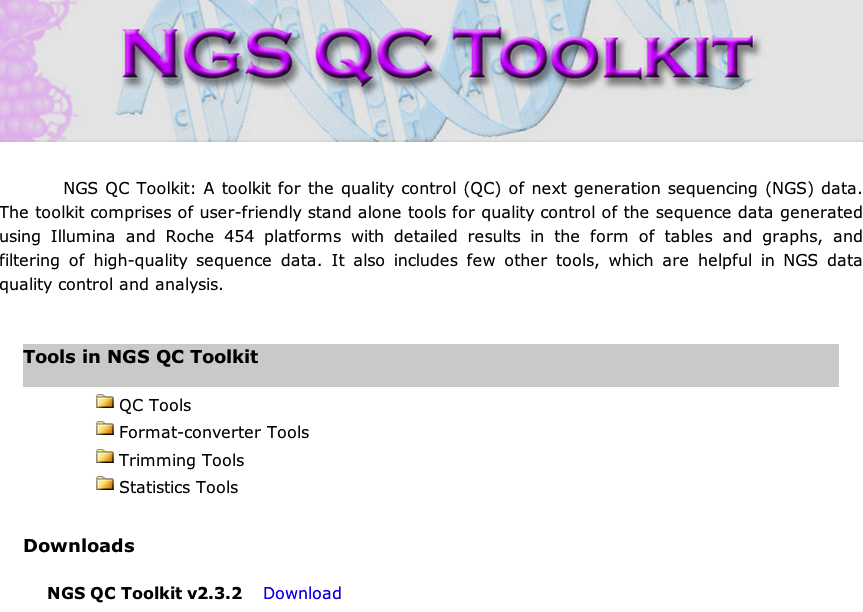 NGS QC TOOLKIT
NGS QC Toolkit: A toolkit for the quality control (QC) of next generation sequencing (NGS) data.
The toolkit comprises of user-friendly stand alone tools for quality control of the sequence data generated
using Illumina and Roche 454 platforms with detailed results in the form of tables and graphs, and
filtering of high-quality sequence data. It also includes few other tools, which are helpful in NGS data
quality control and analysis.
Tools in NGS QC Toolkit
QC Tools
Format-converter Tools
Trimming Tools
Statistics Tools
Downloads
NGS QC Toolkit v2.3.2 Download